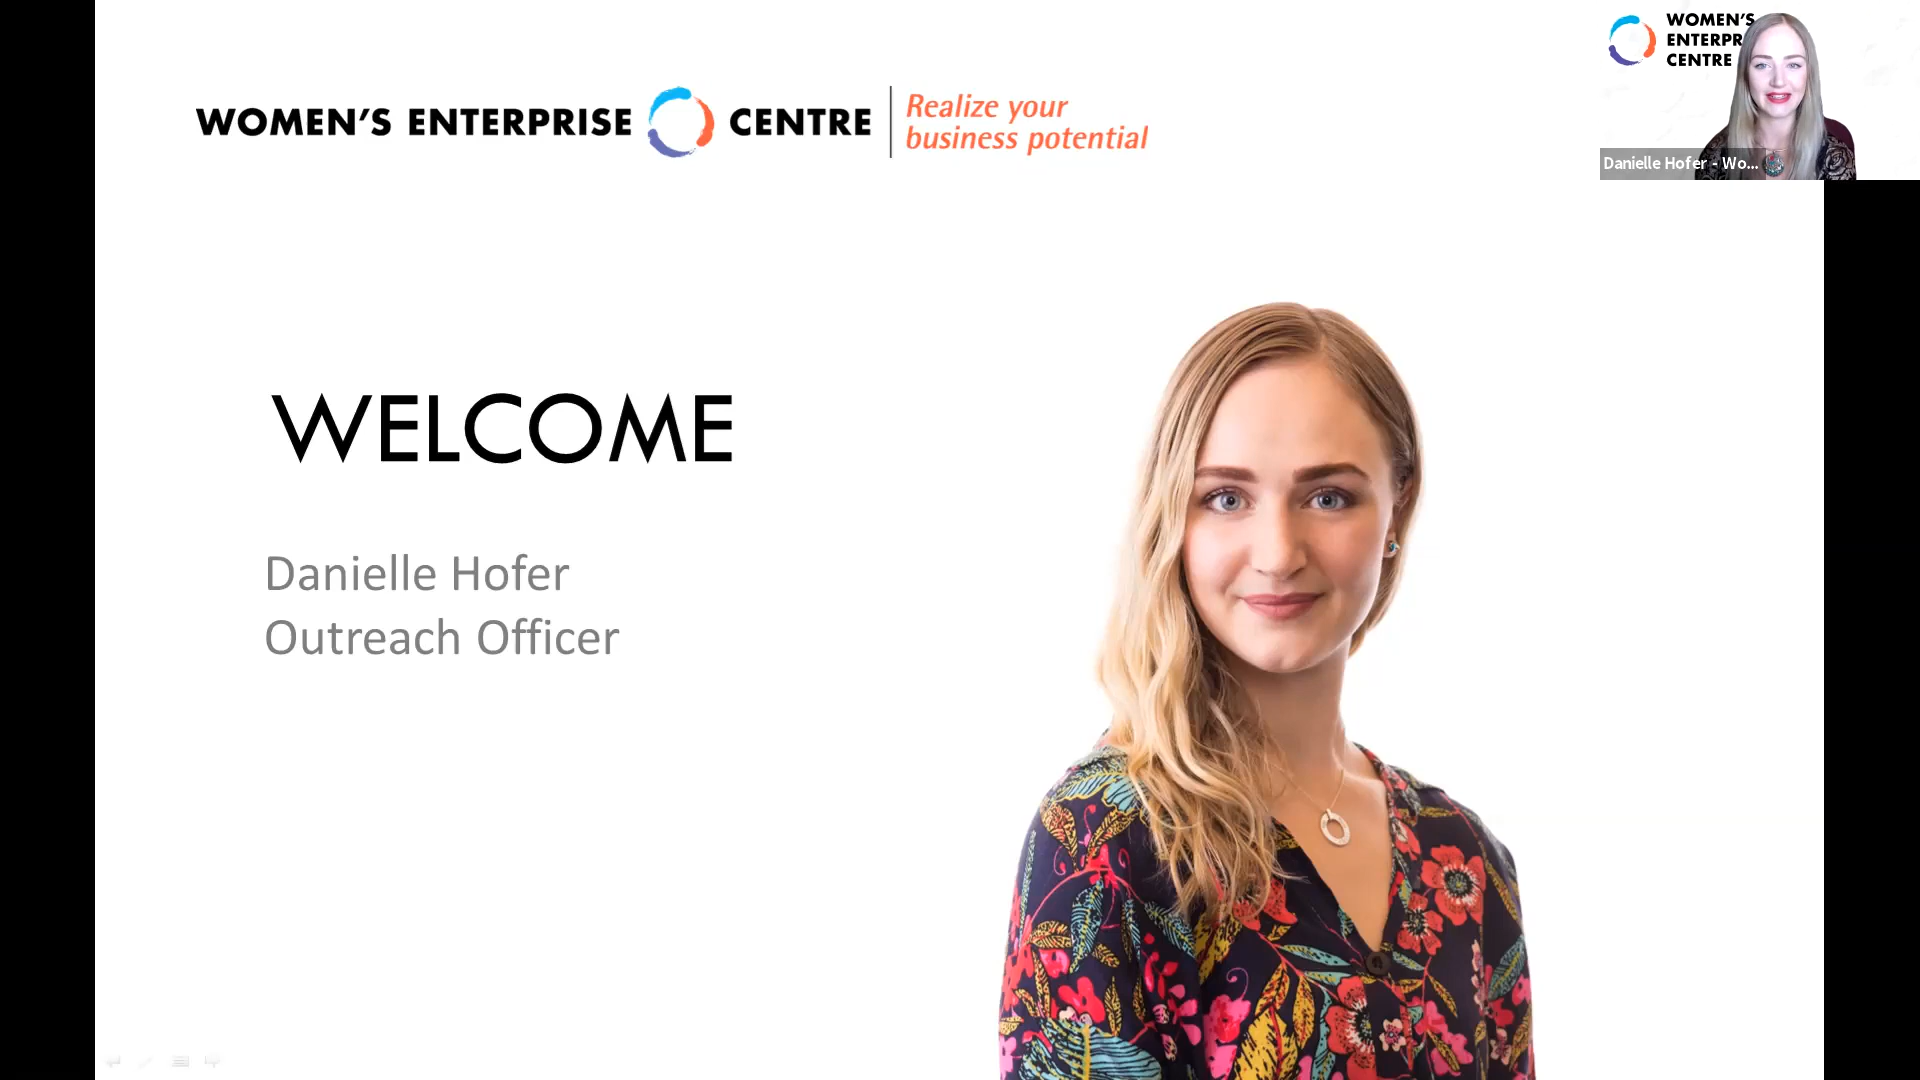 WOMEN'S ENTERPRISE CENTRE
Realize your
business potential
WELCOME
Danielle Hofer
Outreach Officer
WOMEN'S
ENTERPR
CENTRE
Danielle Hofer - Wo...